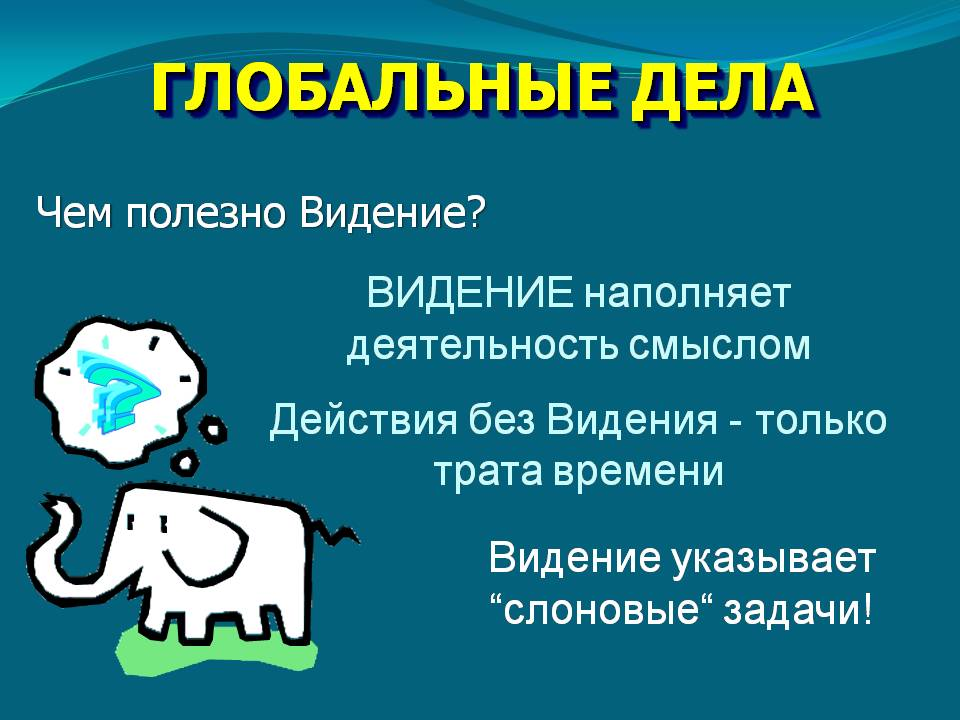 ГЛОБАЛЬНЫЕ ДЕЛА
Чем полезно Видение?
ВИДЕНИЕ наполняет
деятельность смыслом
Действия без Видения - только
трата времени
Видение указывает
“слоновые“ задачи!
?